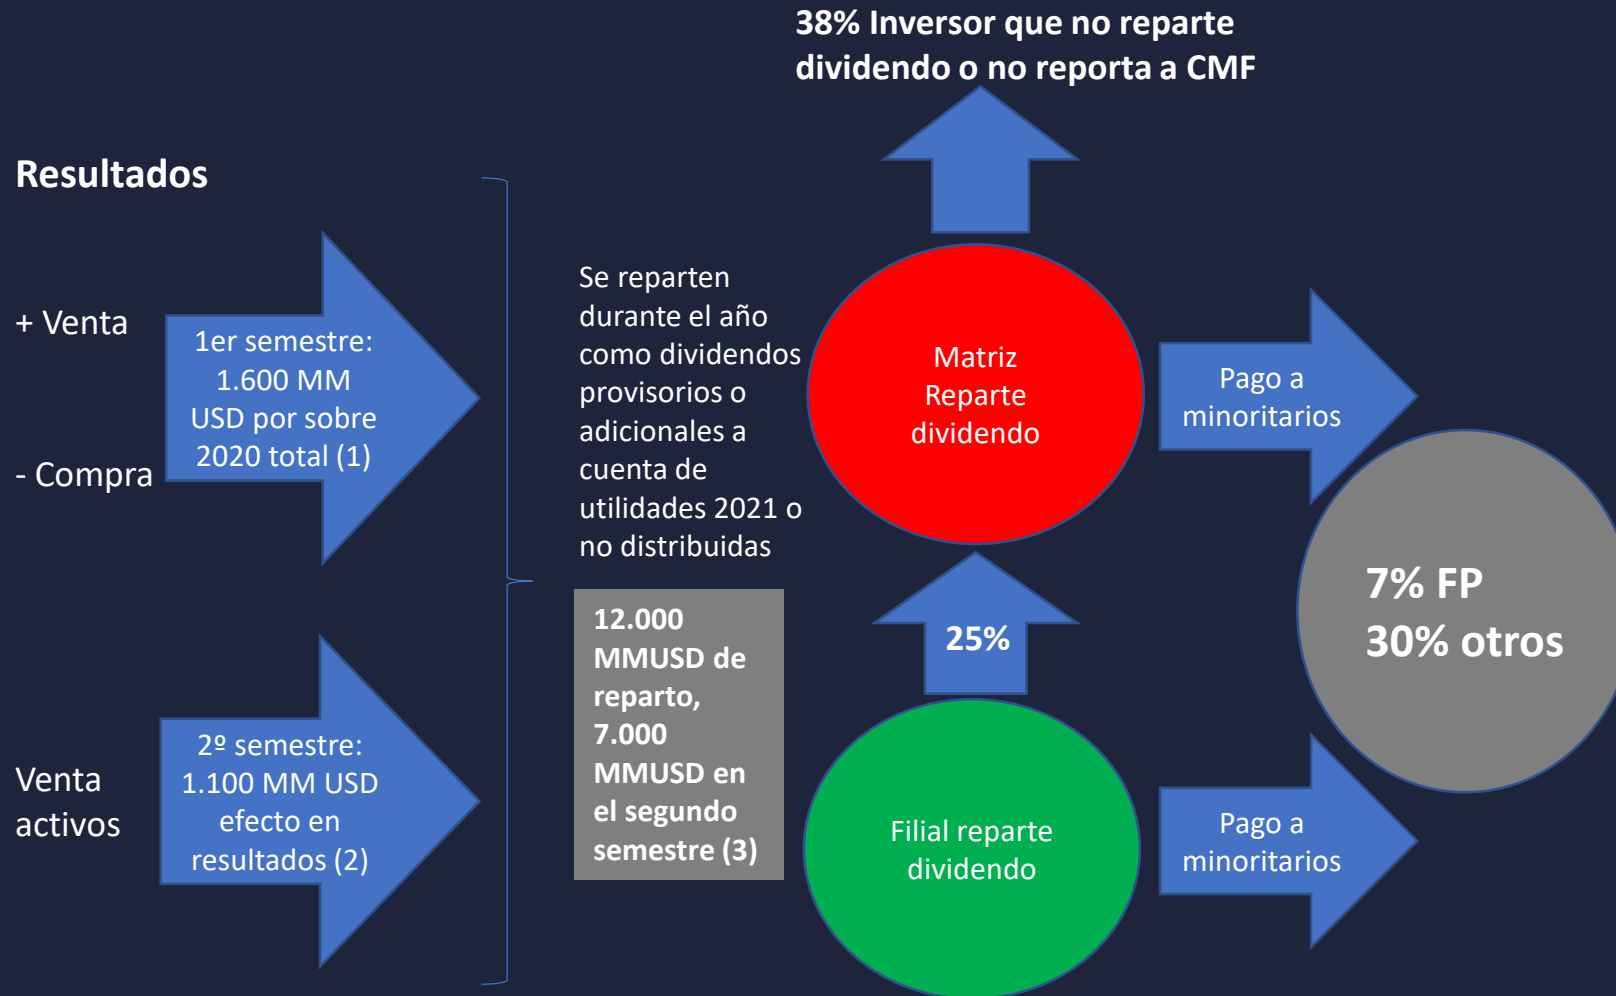 38% Inversor que no reparte
dividendo o no reporta a CMF
Resultados
+ Venta
- Compra
1er semestre:
1.600 MM
USD por sobre
2020 total (1)
Venta
activos
2º semestre:
1.100 MM USD
efecto en
resultados (2)
Se reparten
durante el año
como dividendos
provisorios o
adicionales a
cuenta de
utilidades 2021 o
no distribuidas
12.000
MMUSD de
reparto,
7.000
MMUSD en
el segundo
semestre (3)
Matriz
Reparte
dividendo
25%
Filial reparte
dividendo
Pago a
minoritarios
7% FP
30% otros
Pago a
minoritarios